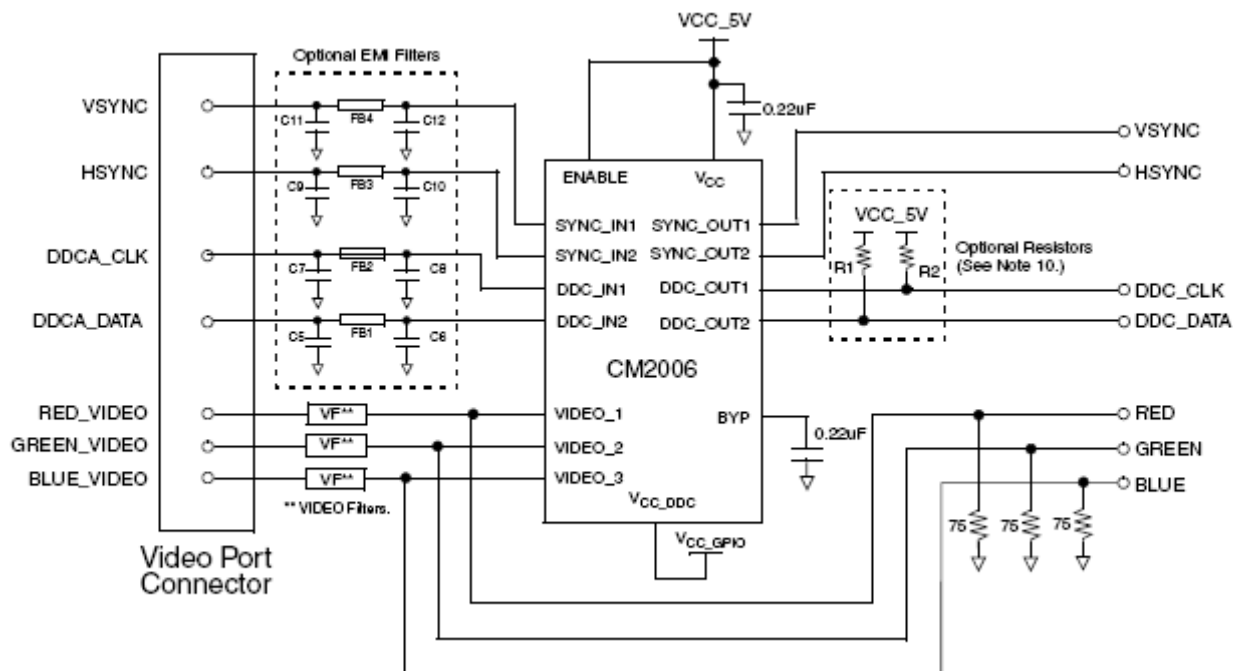 VCC_5V
Optional EMI Filters
0.22uF
VSYNC
C11
FB4
C12
VSYNC
HSYNC
C9
FB3
C10
HSYNC
ENABLE
VCC
SYNC_IN1
SYNC_OUT1
VCC_5V
SYNC_IN2
SYNC_OUT2
Optional Resistors
(See Note 10.)
R1
R2
DDCA_CLK
C7
FB2
C8
DDC_IN1
DDC_OUT1
DDC_CLK
DDCA_DATA
C5
FB1
C6
DDC_IN2
DDC_OUT2
DDC_DATA
CM2006
RED_VIDEO
VF**
VIDEO_1
BYP
RED
GREEN_VIDEO
VF**
VIDEO_2
0.22uF
GREEN
BLUE_VIDEO
VF**
VIDEO_3
BLUE
** VIDEO Filters.
VCC_DDC
75
75
75
VCC_GPIO
Video Port
Connector